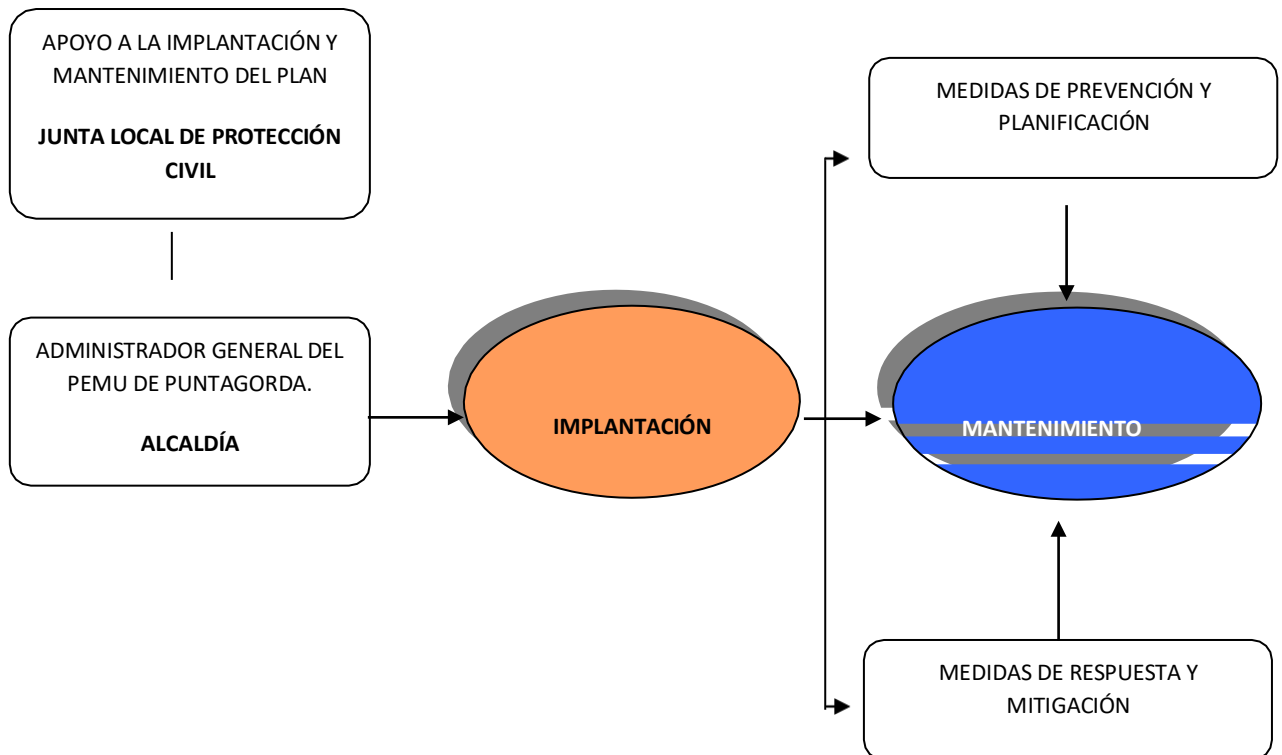 APOYO A LA IMPLANTACIÓN Y
MANTENIMIENTO DEL PLAN
JUNTA LOCAL DE PROTECCIÓN
CIVIL
ADMINISTRADOR GENERAL DEL
PEMU DE PUNTAGORDA.
ALCALDÍA
IMPLANTACIÓN
MEDIDAS DE PREVENCIÓN Y
PLANIFICACIÓN
MANTENIMIENTO
MEDIDAS DE RESPUESTA Y
MITIGACIÓN